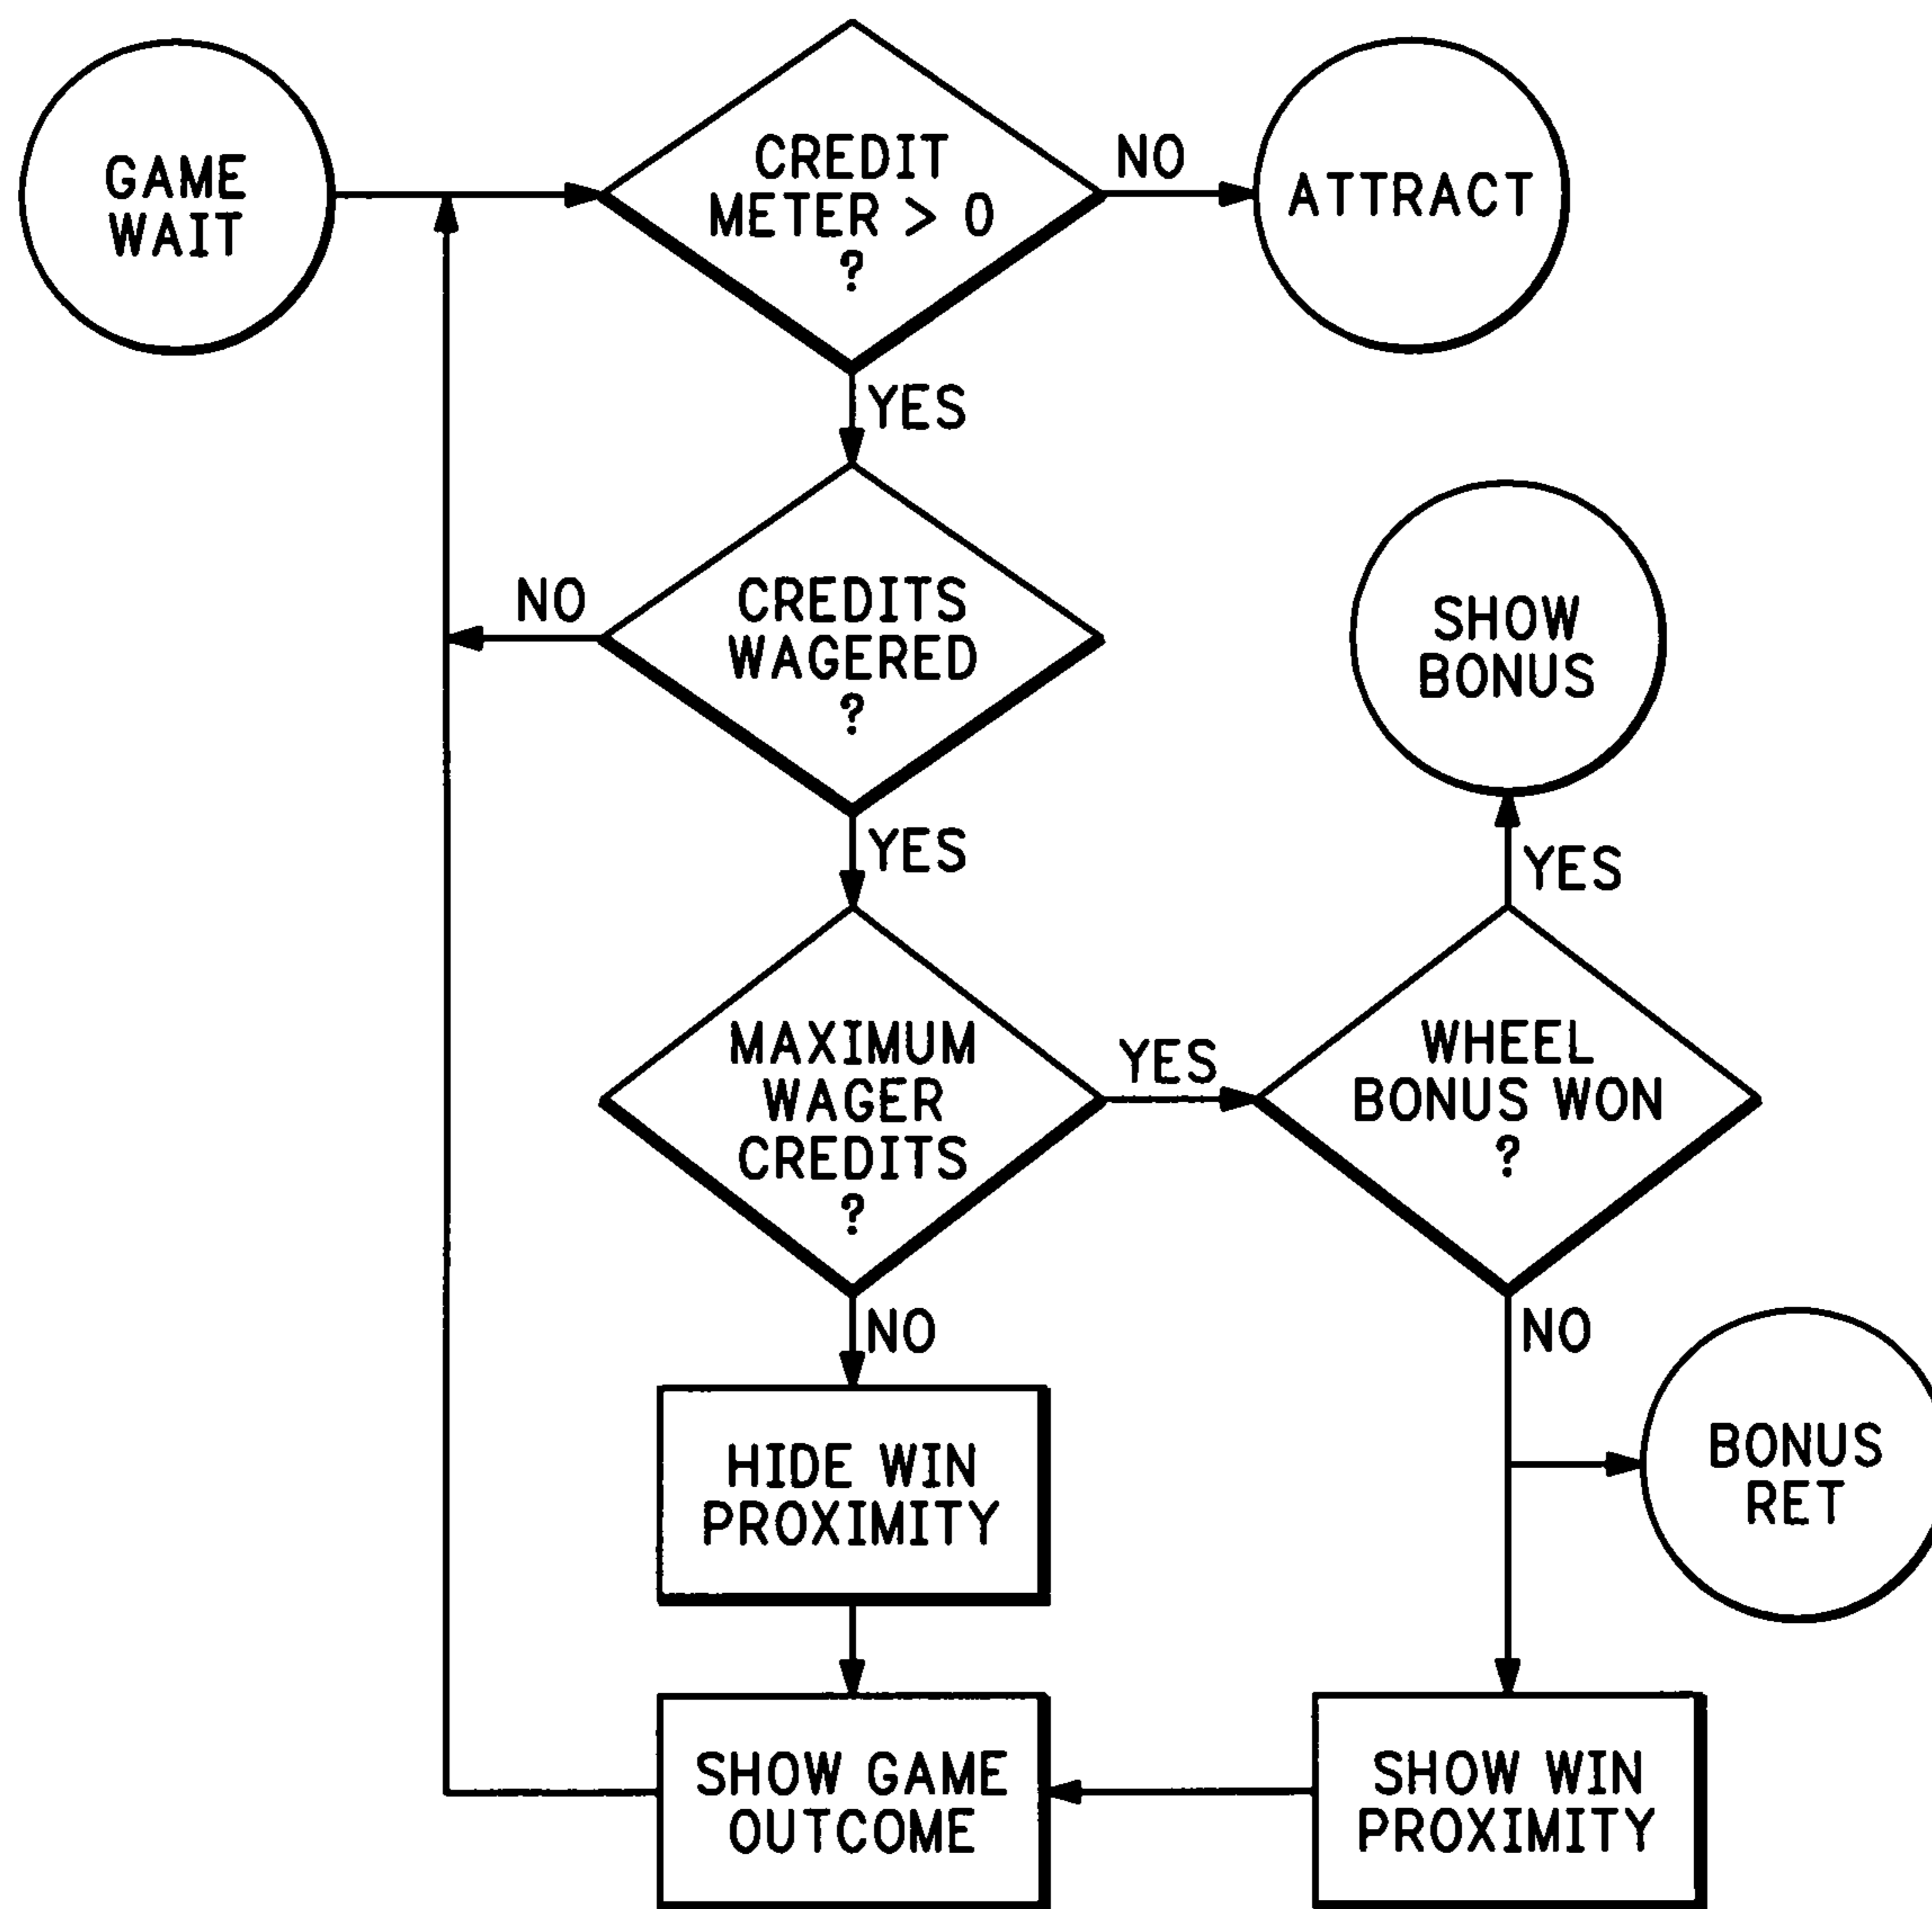 GAME
WAIT
CREDIT
METER > 0
?
NO
ATTRACT
YES
NO
CREDITS
WAGERED
?
SHOW
BONUS
YES
YES
MAXIMUM
WAGER
CREDITS
?
YES
WHEEL
BONUS WON
?
NO
NO
HIDE WIN
PROXIMITY
BONUS
RET
SHOW GAME
OUTCOME
SHOW WIN
PROXIMITY